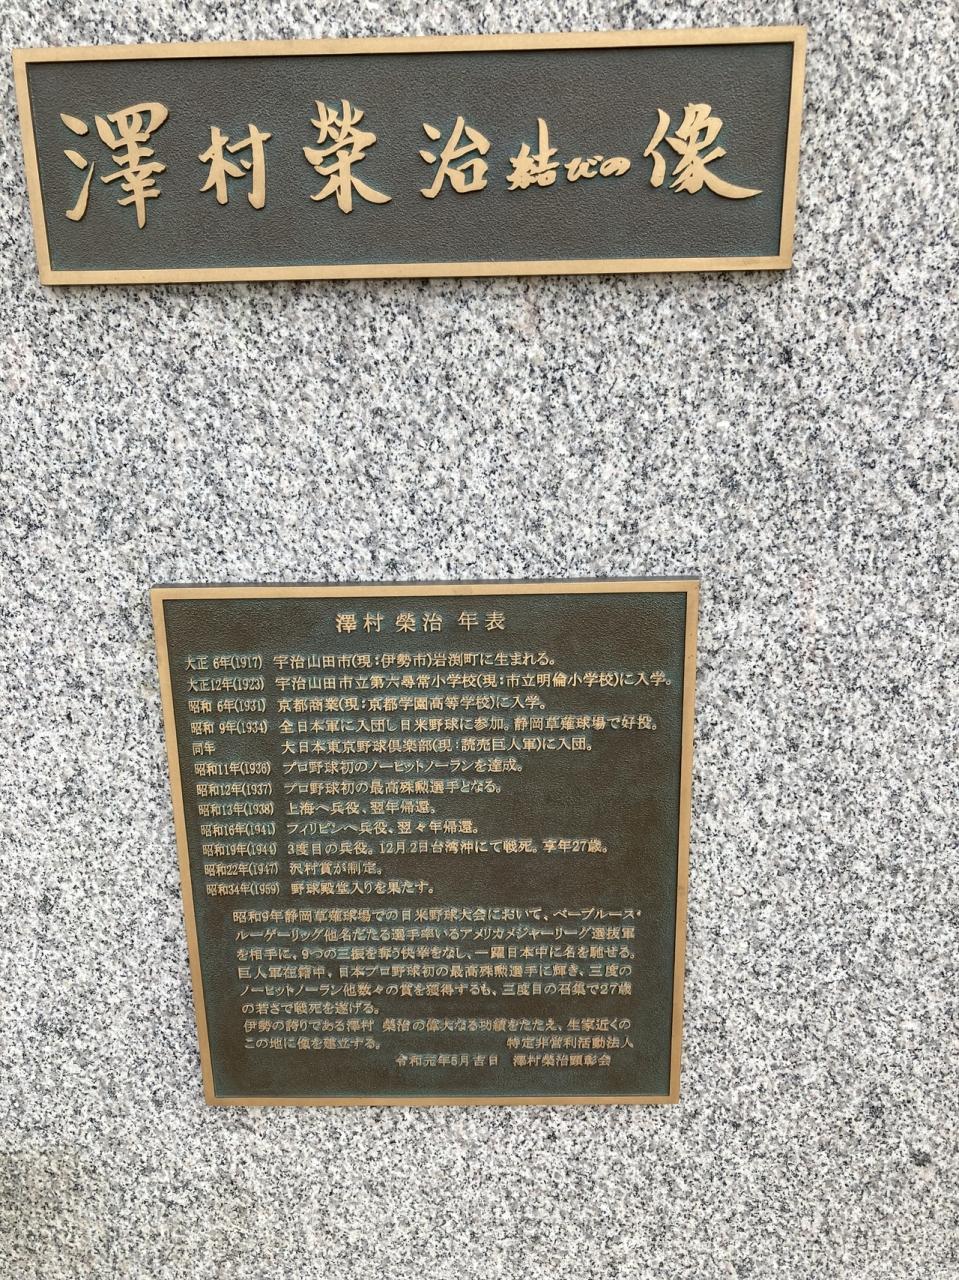 澤村榮治結びの像
澤村 榮治 年表
大正 6年(1917) 宇治山田市(現:伊勢市)岩渕町に生まれる。
大正12年(1923) 宇治山田市立第六尋常小学校(現:市立明倫小学校)に入学。
昭和 6年(1931) 京都商業(現:京都学園高等学校)に入学。
昭和 9年(1934) 全日本軍に入団し日米野球に参加。静岡草薙球場で好投。
同年 大日本東京野球倶楽部(現:読売巨人軍)に入団。
昭和11年(1936) プロ野球初のノーヒットノーランを達成。
昭和12年(1937) プロ野球初の最高殊勲選手となる。
昭和13年(1938) 上海へ兵役、翌年帰還。
昭和16年(1941) フィリピンへ兵役、翌々年帰還。
昭和19年(1944) 3度目の兵役。12月2日台湾沖にて戦死。享年27歳。
昭和22年(1947) 沢村賞が制定。
昭和34年(1959) 野球殿堂入りを果たす。
昭和9年静岡草薙球場での日米野球大会において、ベーブルース・
ルーゲーリッグ他名だたる選手率いるアメリカメジャーリーグ選抜軍
を相手に、9つの三振を奪う快挙をなし、一躍日本中に名を馳せる。
巨人軍在籍中、日本プロ野球初の最高殊勲選手に輝き、三度の
ノーヒットノーラン他数々の賞を獲得するも、三度目の召集で27歳
の若さで戦死を遂げる。
伊勢の誇りである澤村 榮治の偉大なる功績をたたえ、生家近くの
この地に像を建立する。 特定非営利活動法人
令和元年5月吉日 澤村榮治顕彰会